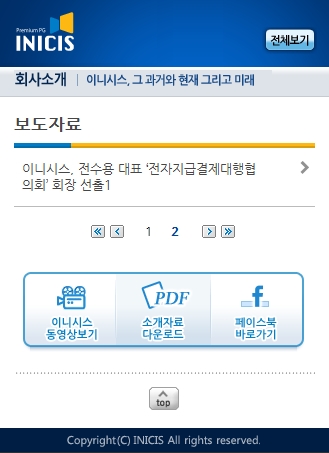 Premium PG
INICIS
전체보기
회사소개 | 이니시스, 그 과거와 현재 그리고 미래
보도자료
이니시스, 전수용 대표 ‘전자지급결제대행협
의회’ 회장 선출1
1 2
이니시스
동영상보기
PDF
소개자료
다운로드
f
페이스북
바로가기
top
Copyright(C) INICIS All rights reserved.